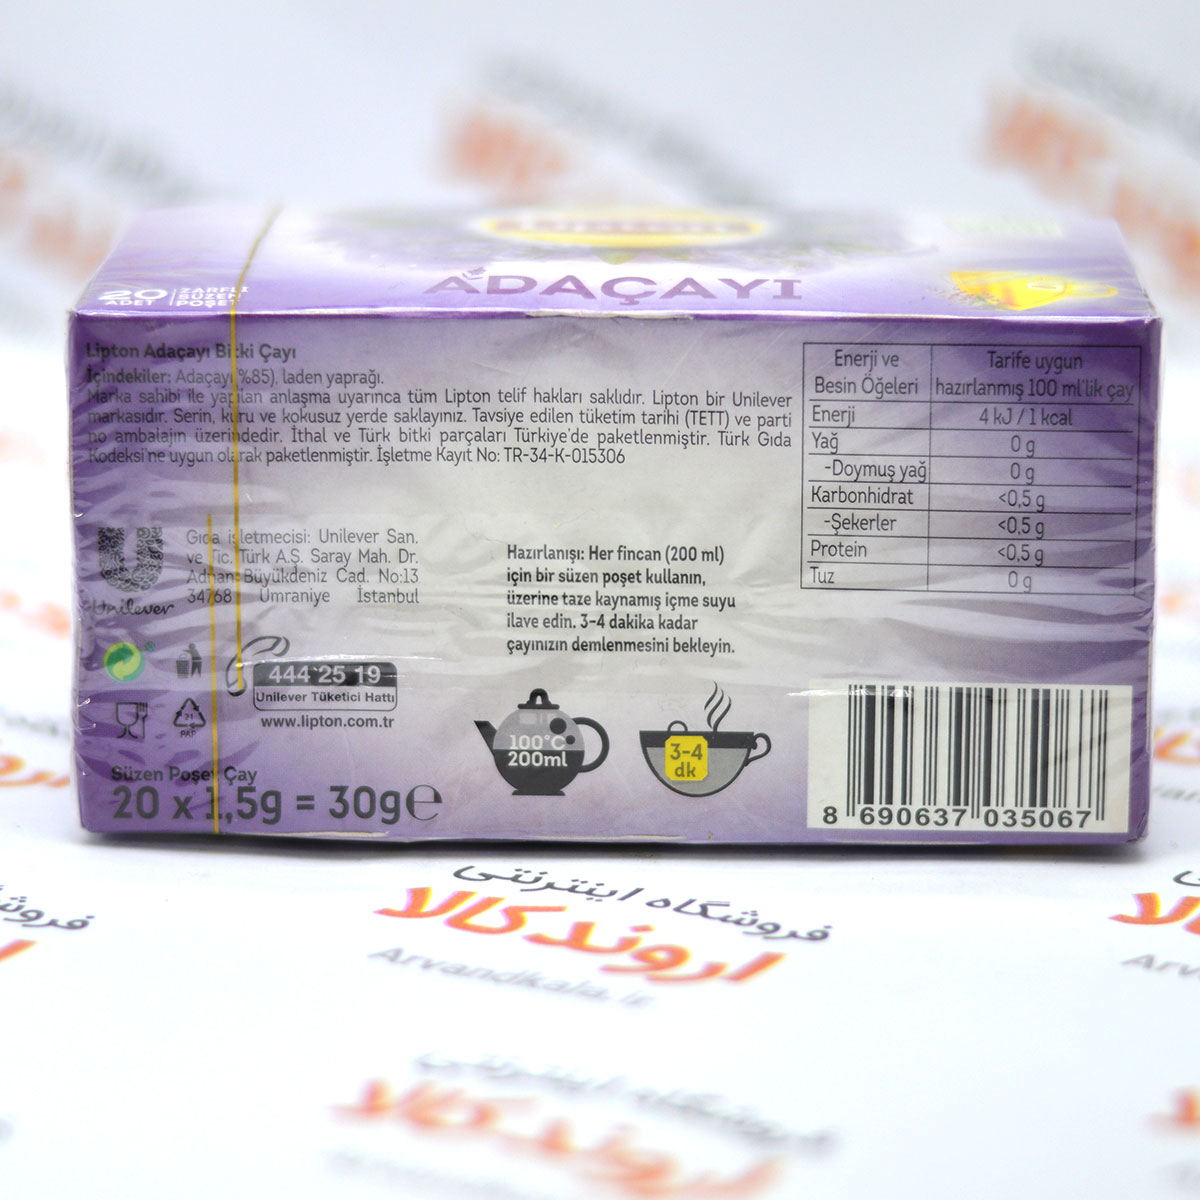 ADAÇAYI
20 ADET
ZARFLI
SÜZEN
POŞET
Lipton Adaçayı Bitki Çayı
İçindekiler: Adaçayı %85), laden yaprağı.
Marka sahibi ile yapılan anlaşma uyarınca tüm Lipton telif hakları saklıdır. Lipton bir Unilever
markasıdır. Serin, kuru ve kokusuz yerde saklayınız. Tavsiye edilen tüketim tarihi (TETT) ve parti
no ambalajın üzerindedir. İthal ve Türk bitki parçaları Türkiye'de paketlenmiştir. Türk Gıda
Kodeksi'ne uygun olarak paketlenmiştir. İşletme Kayıt No: TR-34-K-015306
Enerji ve
Besin Öğeleri
Tarife uygun
hazırlanmış 100 ml'lik çay
Enerji 4 kJ / 1 kcal
Yağ 0 g
-Doymuş yağ 0 g
Karbonhidrat <0,5 g
-Şekerler <0,5 g
Protein <0,5 g
Tuz 0 g
Unilever
Gıda işletmecisi: Unilever San.
ve Tic. Türk A.Ş. Saray Mah. Dr.
Adnan Büyükdeniz Cad. No:13
34768 Ümraniye İstanbul
Hazırlanışı: Her fincan (200 ml)
için bir süzen poşet kullanın,
üzerine taze kaynamış içme suyu
ilave edin. 3-4 dakika kadar
çayınızın demlenmesini bekleyin.
444 25 19
Unilever Tüketici Hattı
www.lipton.com.tr
21
PAP
100°C
200ml
3-4
dk
Süzen Poşet Çay
20 x 1,5g = 30g℮
8 690637 035067
فروشگاه اینترنتی
اروندکالا
Arvandkala.ir
فروشگاه اینترنتی
اروندکالا